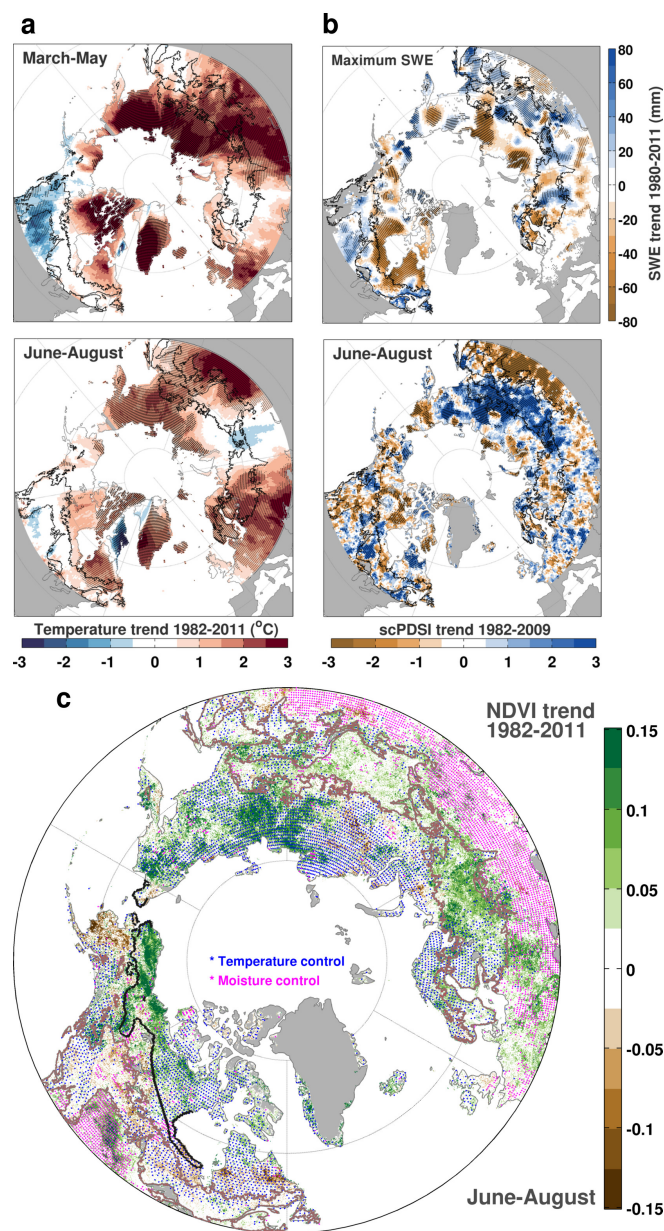 a
b
March-May
Maximum SWE
80
60
40
20
0
-20
-40
-60
-80
SWE trend 1980-2011 (mm)
June-August
June-August
Temperature trend 1982-2011 (°C)
-3 -2 -1 0 1 2 3
scPDSI trend 1982-2009
-3 -2 -1 0 1 2 3
c
NDVI trend
1982-2011
0.15
0.1
0.05
0
-0.05
-0.1
-0.15
* Temperature control
* Moisture control
June-August